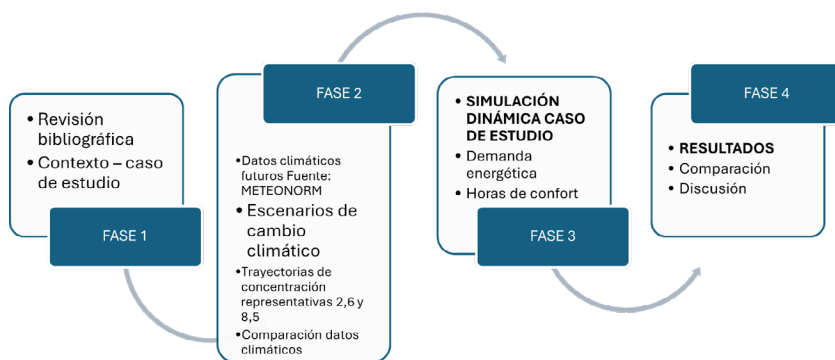 • Revisión
bibliográfica
• Contexto – caso
de estudio
FASE 1
FASE 2
•Datos climáticos
futuros Fuente:
METEONORM
• Escenarios de
cambio
climático
•Trayectorias de
concentración
representativas 2,6 y
8,5
•Comparación datos
climáticos
• SIMULACIÓN
DINÁMICA CASO
DE ESTUDIO
• Demanda
energética
• Horas de confort
FASE 3
FASE 4
• RESULTADOS
• Comparación
• Discusión